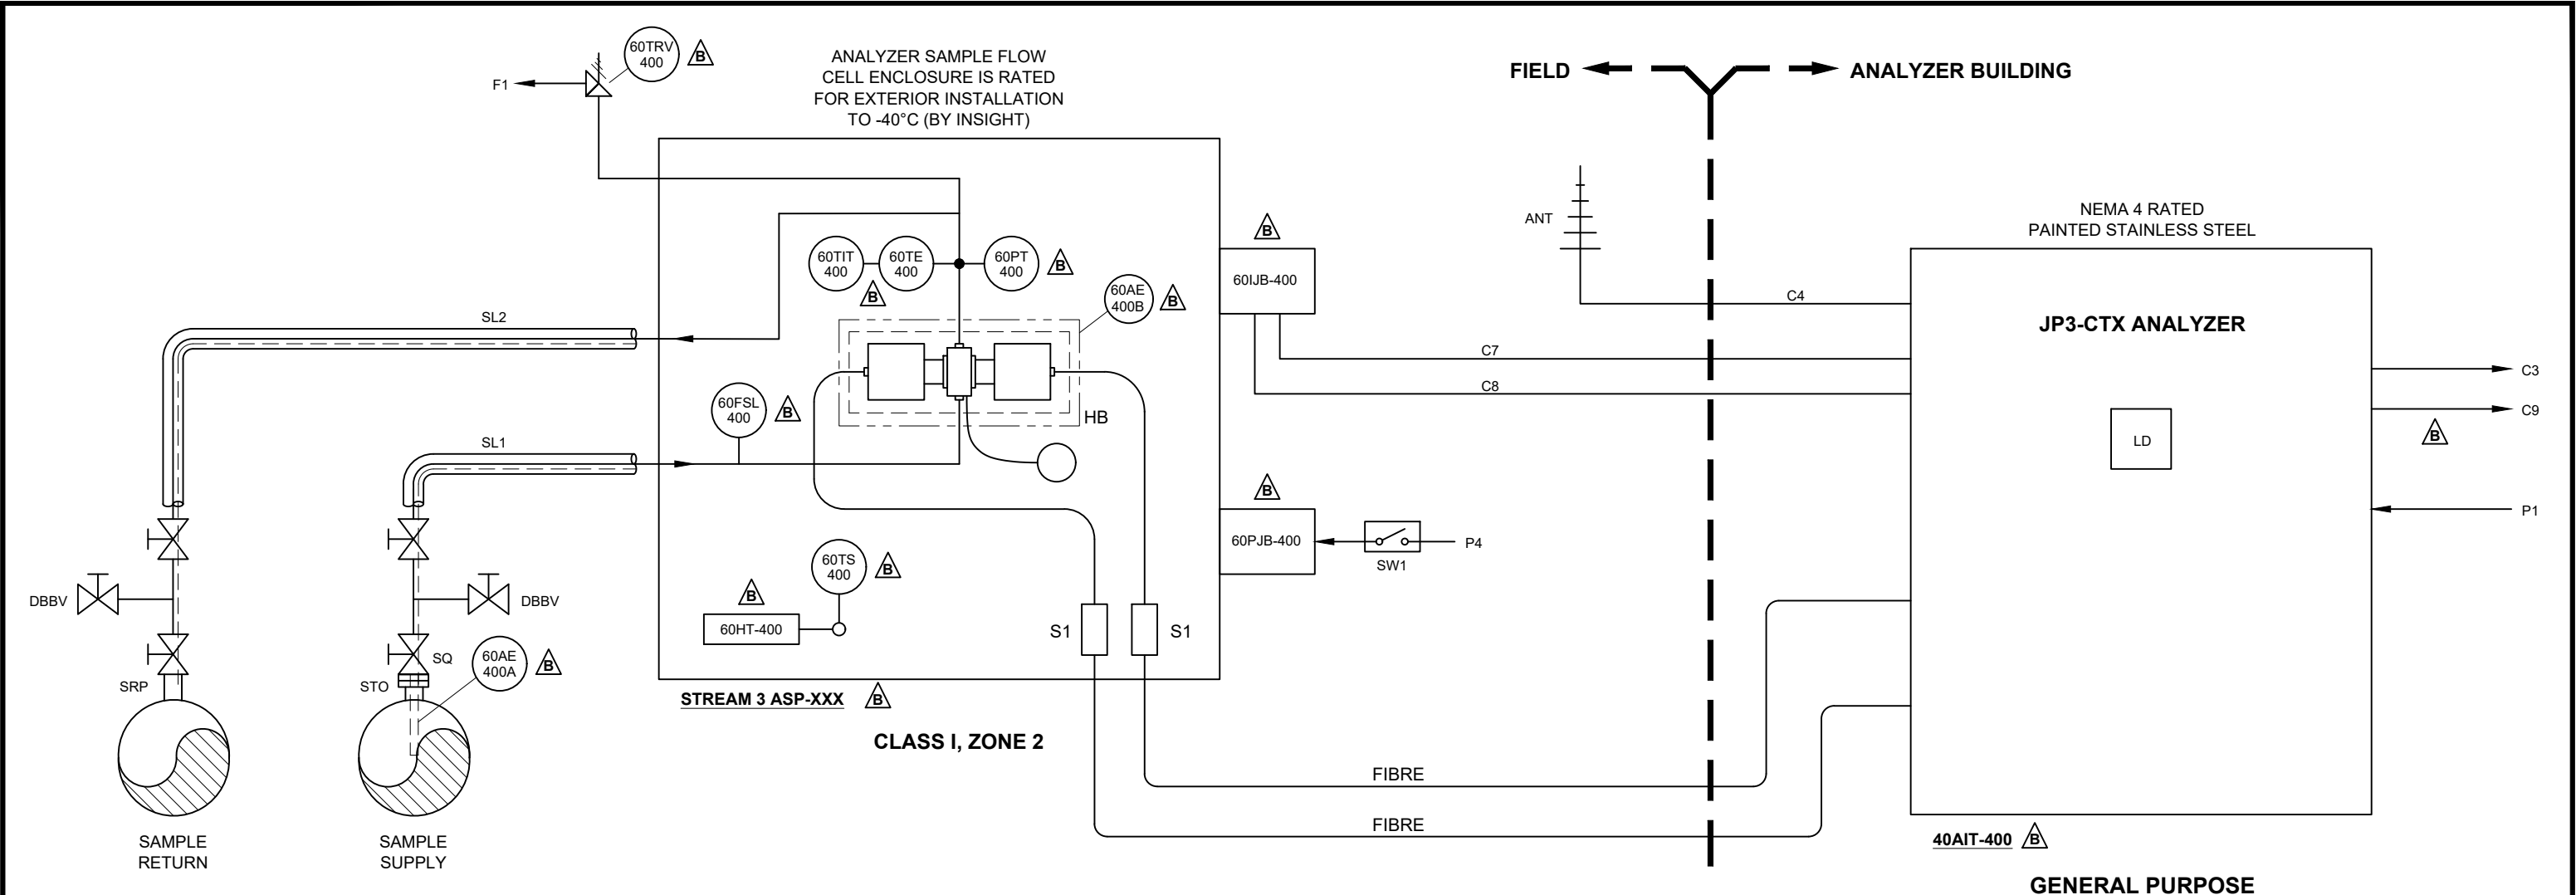 60TRV
400
B
F1
ANALYZER SAMPLE FLOW
CELL ENCLOSURE IS RATED
FOR EXTERIOR INSTALLATION
TO -40°C (BY INSIGHT)
FIELD
ANALYZER BUILDING
ANT
NEMA 4 RATED
PAINTED STAINLESS STEEL
B
60TIT
400
60TE
400
60PT
400
B
B
60IJB-400
60AE
400B
B
C4
JP3-CTX ANALYZER
SL2
C7
C8
C3
C9
B
60FSL
400
B
HB
LD
SL1
B
60PJB-400
SW1
P4
P1
60TS
400
B
B
60HT-400
S1
S1
DBBV
DBBV
SQ
60AE
400A
B
SRP
STO
STREAM 3 ASP-XXX
B
CLASS I, ZONE 2
FIBRE
FIBRE
SAMPLE
RETURN
SAMPLE
SUPPLY
40AIT-400
B
GENERAL PURPOSE